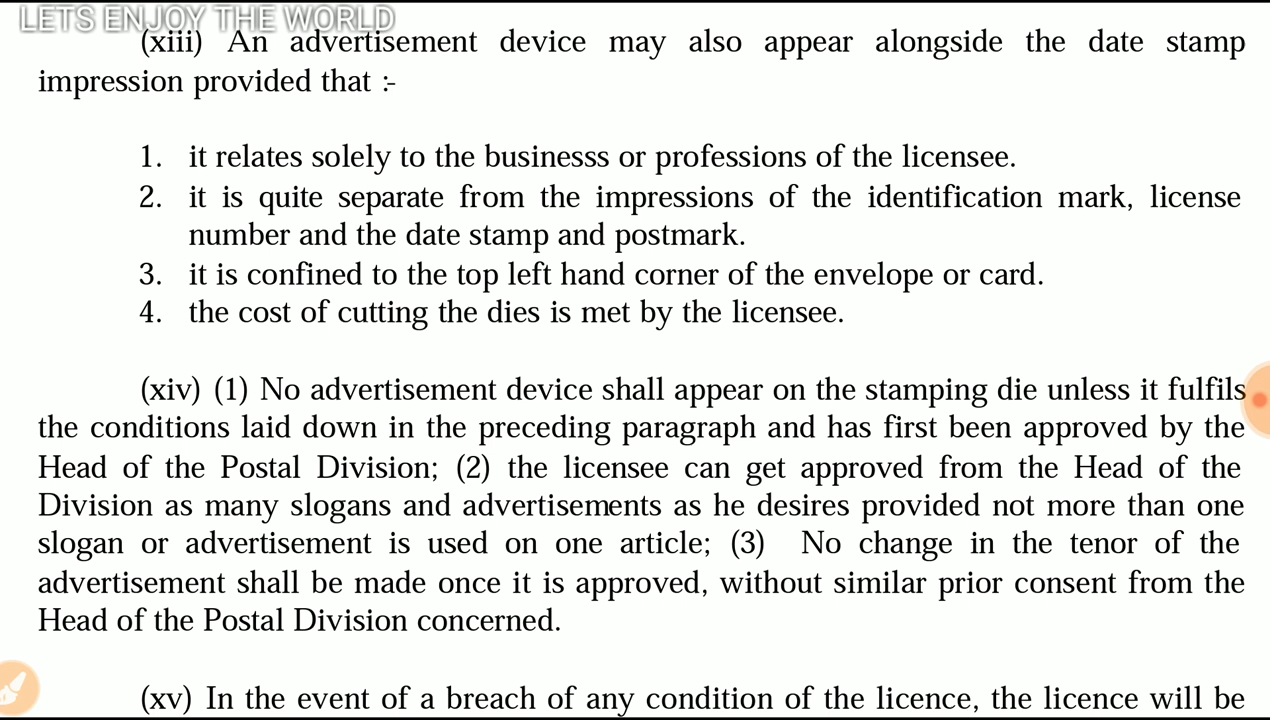 LETS ENJOY THE WORLD
(xiii) An advertisement device may also appear alongside the date stamp
impression provided that :-
1. it relates solely to the businesss or professions of the licensee.
2. it is quite separate from the impressions of the identification mark, license
number and the date stamp and postmark.
3. it is confined to the top left hand corner of the envelope or card.
4. the cost of cutting the dies is met by the licensee.
(xiv) (1) No advertisement device shall appear on the stamping die unless it fulfils
the conditions laid down in the preceding paragraph and has first been approved by the
Head of the Postal Division; (2) the licensee can get approved from the Head of the
Division as many slogans and advertisements as he desires provided not more than one
slogan or advertisement is used on one article; (3) No change in the tenor of the
advertisement shall be made once it is approved, without similar prior consent from the
Head of the Postal Division concerned.
(xv) In the event of a breach of any condition of the licence, the licence will be